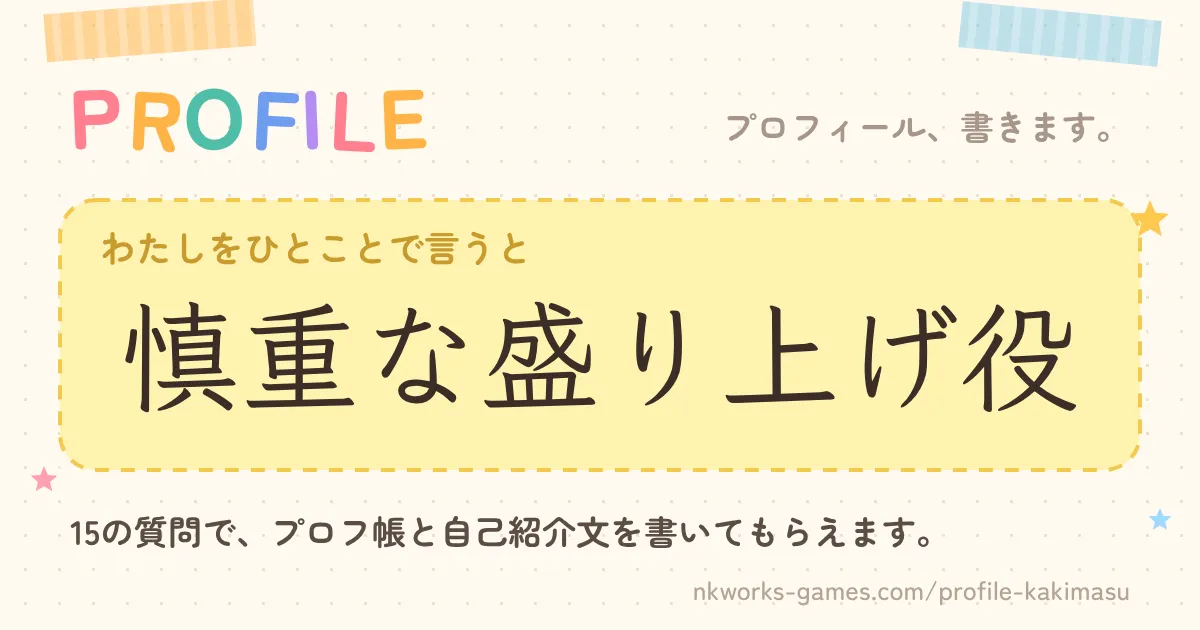 PROFILE
プロフィール、書きます。
わたしをひとことで言うと
慎重な盛り上げ役
15の質問で、プロフ帳と自己紹介文を書いてもらえます。
nkworks-games.com/profile-kakimasu